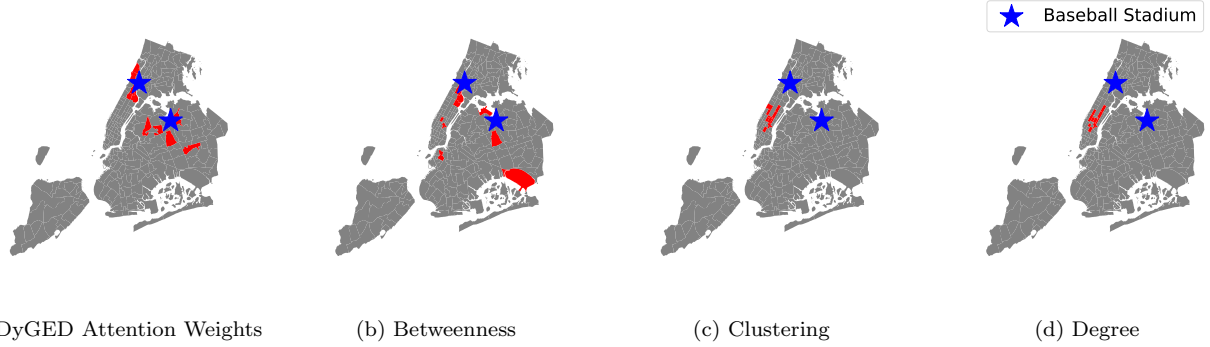 Baseball Stadium
DyGED Attention Weights
(b) Betweenness
(c) Clustering
(d) Degree